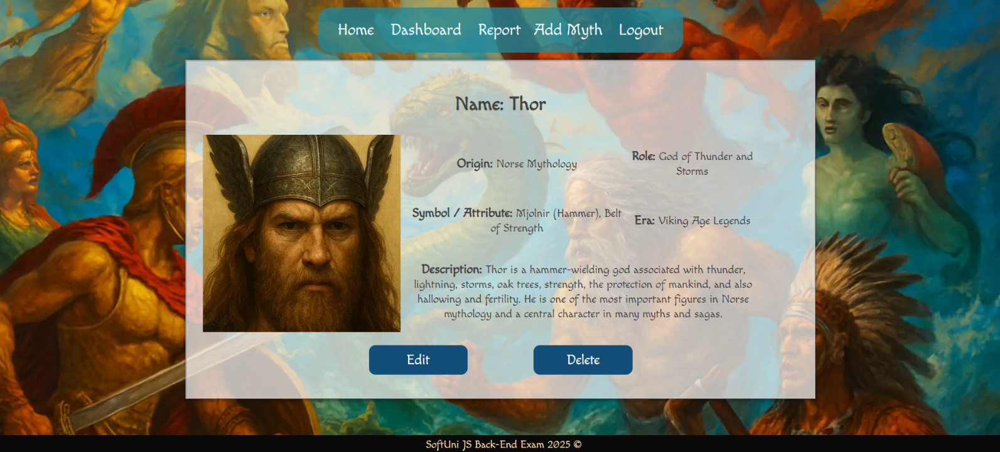 Home Dashboard Report Add Myth Logout
Name: Thor
Origin: Norse Mythology
Role: God of Thunder and
Storms
Symbol / Attribute: Mjolnir (Hammer), Belt
of Strength
Era: Viking Age Legends
Description: Thor is a hammer-wielding god associated with thunder,
lightning, storms, oak trees, strength, the protection of mankind, and also
hallowing and fertility. He is one of the most important figures in Norse
mythology and a central character in many myths and sagas.
Edit Delete
SoftUni JS Back-End Exam 2025 ©